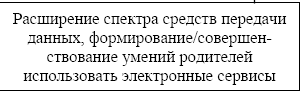 Расширение спектра средств передачи
данных, формирование/совершен-
ствование умений родителей
использовать электронные сервисы